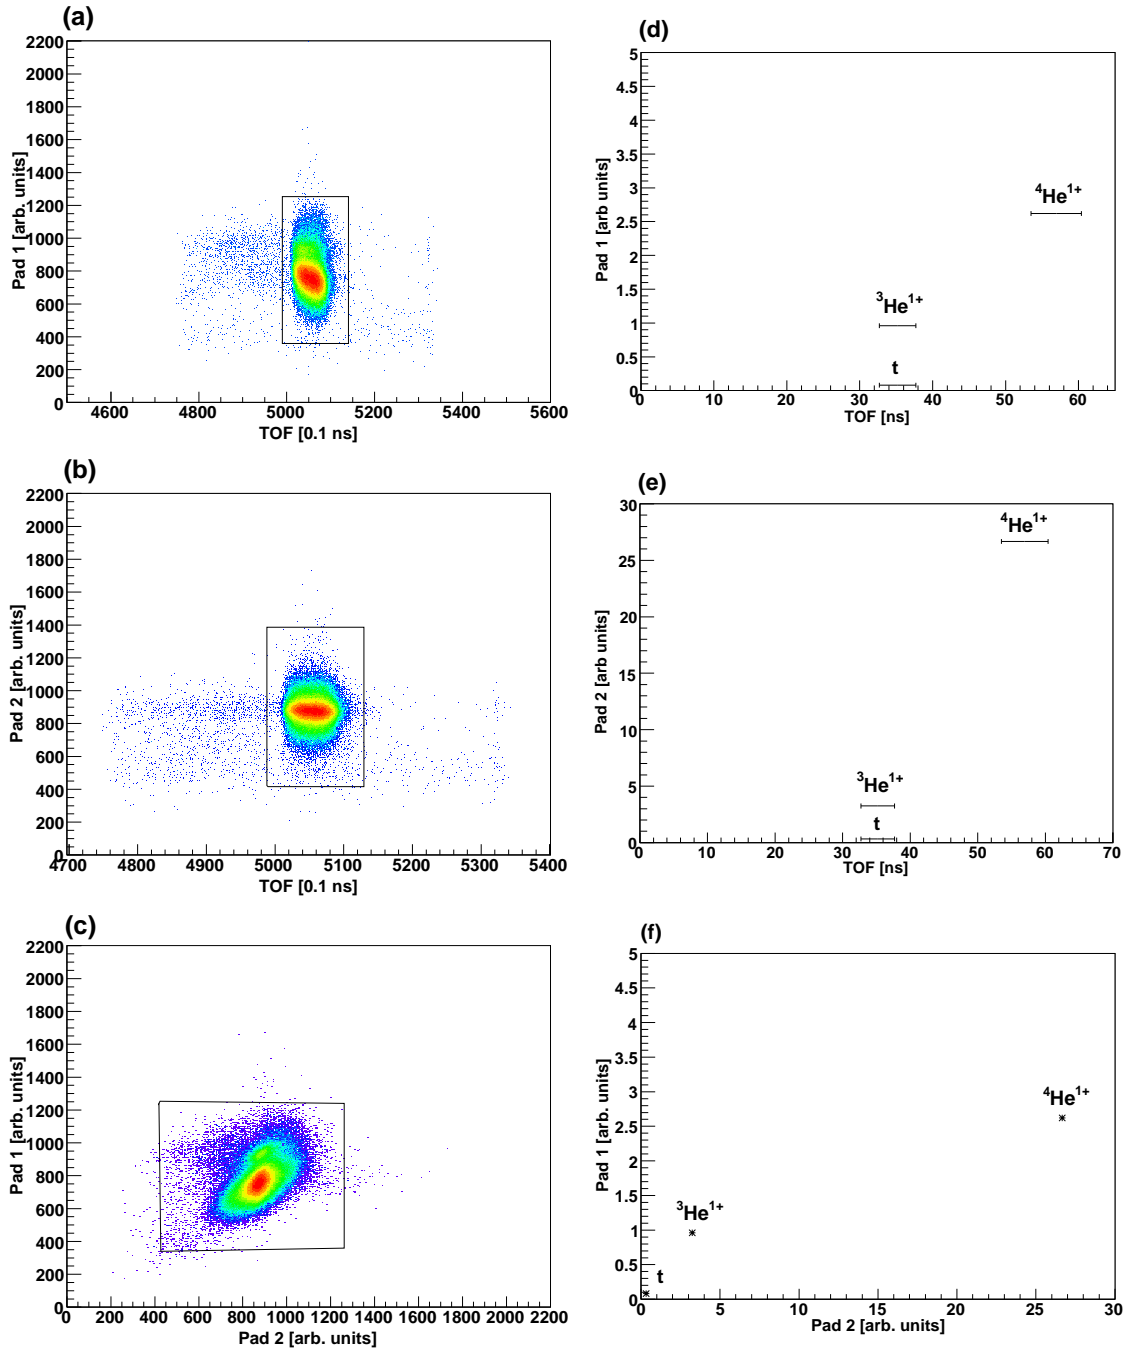 (a)
2200
2000
1800
1600
1400
1200
1000
800
600
400
200
0
Pad 1 [arb. units]
4600 4800 5000 5200 5400 5600
TOF [0.1 ns]
(d)
5
4.5
4
3.5
3
2.5
2
1.5
1
0.5
0
Pad 1 [arb units]
4He1+
3He1+
t
0 10 20 30 40 50 60
TOF [ns]
(b)
2200
2000
1800
1600
1400
1200
1000
800
600
400
200
0
Pad 2 [arb. units]
4700 4800 4900 5000 5100 5200 5300 5400
TOF [0.1 ns]
(e)
30
25
20
15
10
5
0
Pad 2 [arb units]
4He1+
3He1+
t
0 10 20 30 40 50 60 70
TOF [ns]
(c)
2200
2000
1800
1600
1400
1200
1000
800
600
400
200
0
Pad 1 [arb. units]
0 200 400 600 800 1000 1200 1400 1600 1800 2000 2200
Pad 2 [arb. units]
(f)
5
4.5
4
3.5
3
2.5
2
1.5
1
0.5
0
Pad 1 [arb. units]
4He1+
3He1+
t
0 5 10 15 20 25 30
Pad 2 [arb. units]